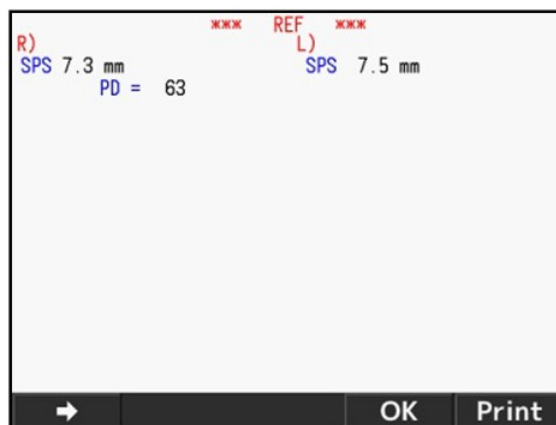 *** REF ***
R) L)
SPS 7.3 mm SPS 7.5 mm
PD = 63
OK Print